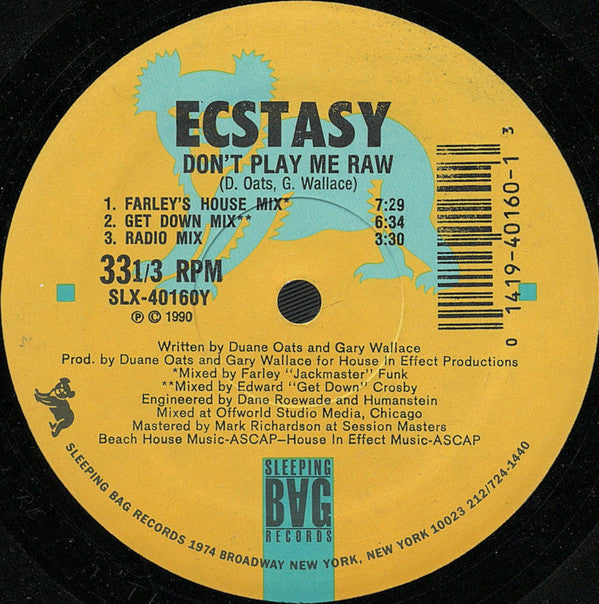 ECSTASY
DON'T PLAY ME RAW
(D. Oats, G. Wallace)
1. FARLEY'S HOUSE MIX* 7:29
2. GET DOWN MIX** 6:34
3. RADIO MIX 3:30
33 1/3 RPM
SLX-40160Y
℗ © 1990
0 1419-40160-1 3
Written by Duane Oats and Gary Wallace
Prod. by Duane Oats and Gary Wallace for House In Effect Productions
*Mixed by Farley "Jackmaster" Funk
**Mixed by Edward "Get Down" Crosby
Engineered by Dane Roewade and Humanstein
Mixed at Offworld Studio Media, Chicago
Mastered by Mark Richardson at Session Masters
Beach House Music-ASCAP—House In Effect Music-ASCAP
SLEEPING
BAG
RECORDS
SLEEPING BAG RECORDS 1974 BROADWAY NEW YORK, NEW YORK 10023 212/724-1440